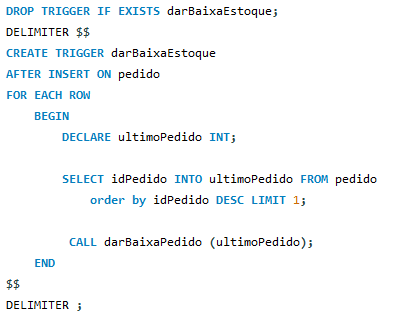 DROP TRIGGER IF EXISTS darBaixaEstoque;
DELIMITER $$
CREATE TRIGGER darBaixaEstoque
AFTER INSERT ON pedido
FOR EACH ROW
    BEGIN
        DECLARE ultimoPedido INT;

        SELECT idPedido INTO ultimoPedido FROM pedido
            order by idPedido DESC LIMIT 1;

         CALL darBaixaPedido (ultimoPedido);
    END
$$
DELIMITER ;